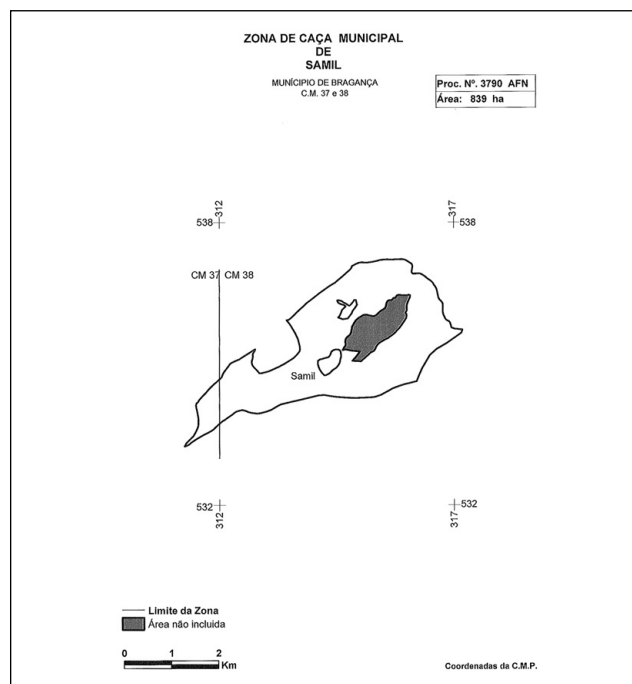 ZONA DE CAÇA MUNICIPAL
DE
SAMIL
MUNÍCIPIO DE BRAGANÇA
C.M. 37 e 38
Proc. Nº. 3790 AFN
Área: 839 ha
312
317
538
538
CM 37
CM 38
Samil
532
532
312
317
Limite da Zona
Área não incluida
0 1 2
Km
Coordenadas da C.M.P.